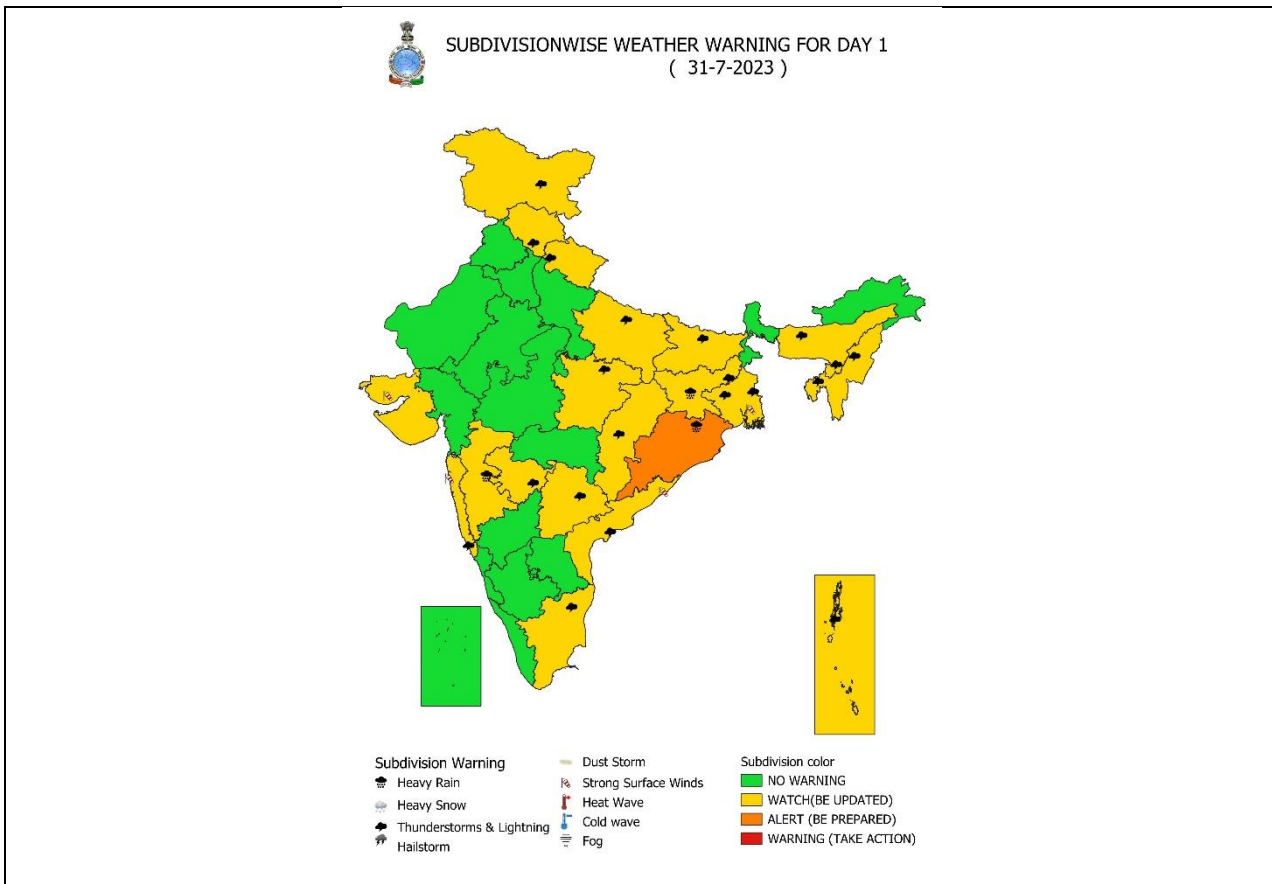 SUBDIVISIONWISE WEATHER WARNING FOR DAY 1
( 31-7-2023 )
Subdivision Warning
Heavy Rain
Heavy Snow
Thunderstorms & Lightning
Hailstorm
Dust Storm
Strong Surface Winds
Heat Wave
Cold wave
Fog
Subdivision color
NO WARNING
WATCH(BE UPDATED)
ALERT (BE PREPARED)
WARNING (TAKE ACTION)